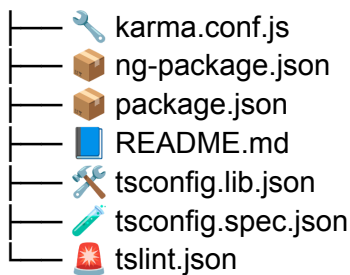 ├── 🔧 karma.conf.js
├── 📦 ng-package.json
├── 📦 package.json
├── 📘 README.md
├── 🛠️ tsconfig.lib.json
├── 🧪 tsconfig.spec.json
└── 🚨 tslint.json